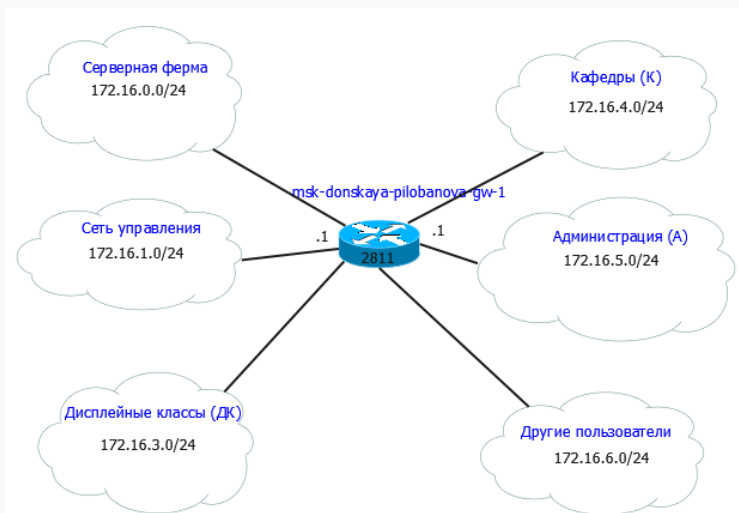 Серверная ферма
172.16.0.0/24
Кафедры (К)
172.16.4.0/24
msk-donskaya-pilobanova-gw-1
Сеть управления
172.16.1.0/24
.1
.1
2811
Администрация (А)
172.16.5.0/24
Дисплейные классы (ДК)
172.16.3.0/24
Другие пользователи
172.16.6.0/24